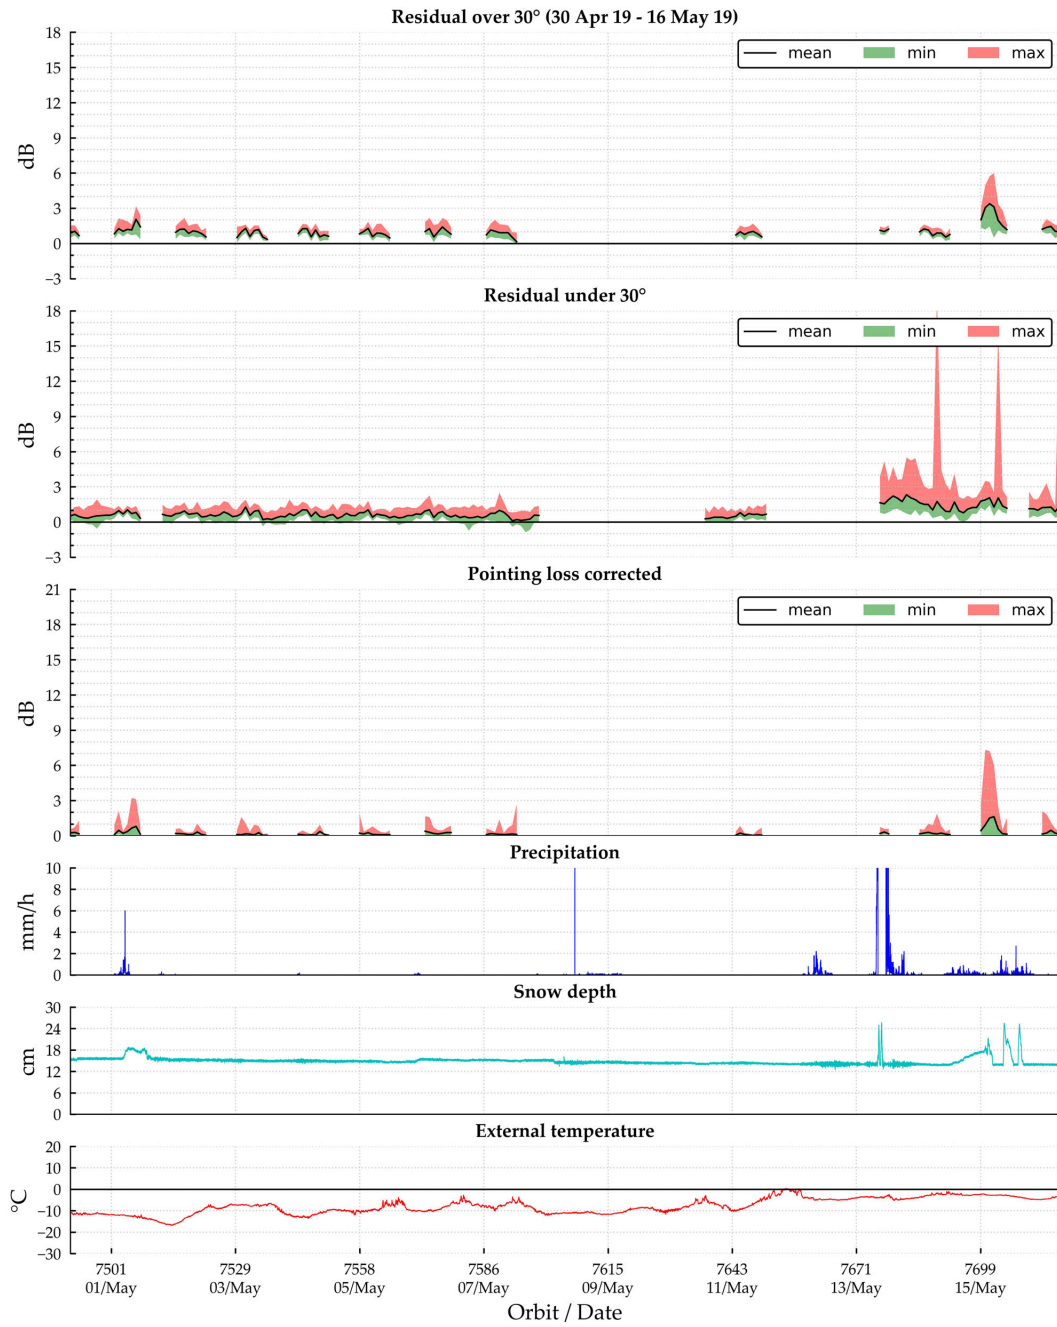 Residual over 30° (30 Apr 19 - 16 May 19)
18
15
12
9
6
3
0
−3
dB
mean min max
Residual under 30°
18
15
12
9
6
3
0
−3
dB
mean min max
Pointing loss corrected
21
18
15
12
9
6
3
0
dB
mean min max
Precipitation
10
8
6
4
2
0
mm/h
Snow depth
30
24
18
12
6
0
cm
External temperature
20
10
0
−10
−20
−30
°C
7501 7529 7558 7586 7615 7643 7671 7699
01/May 03/May 05/May 07/May 09/May 11/May 13/May 15/May
Orbit / Date